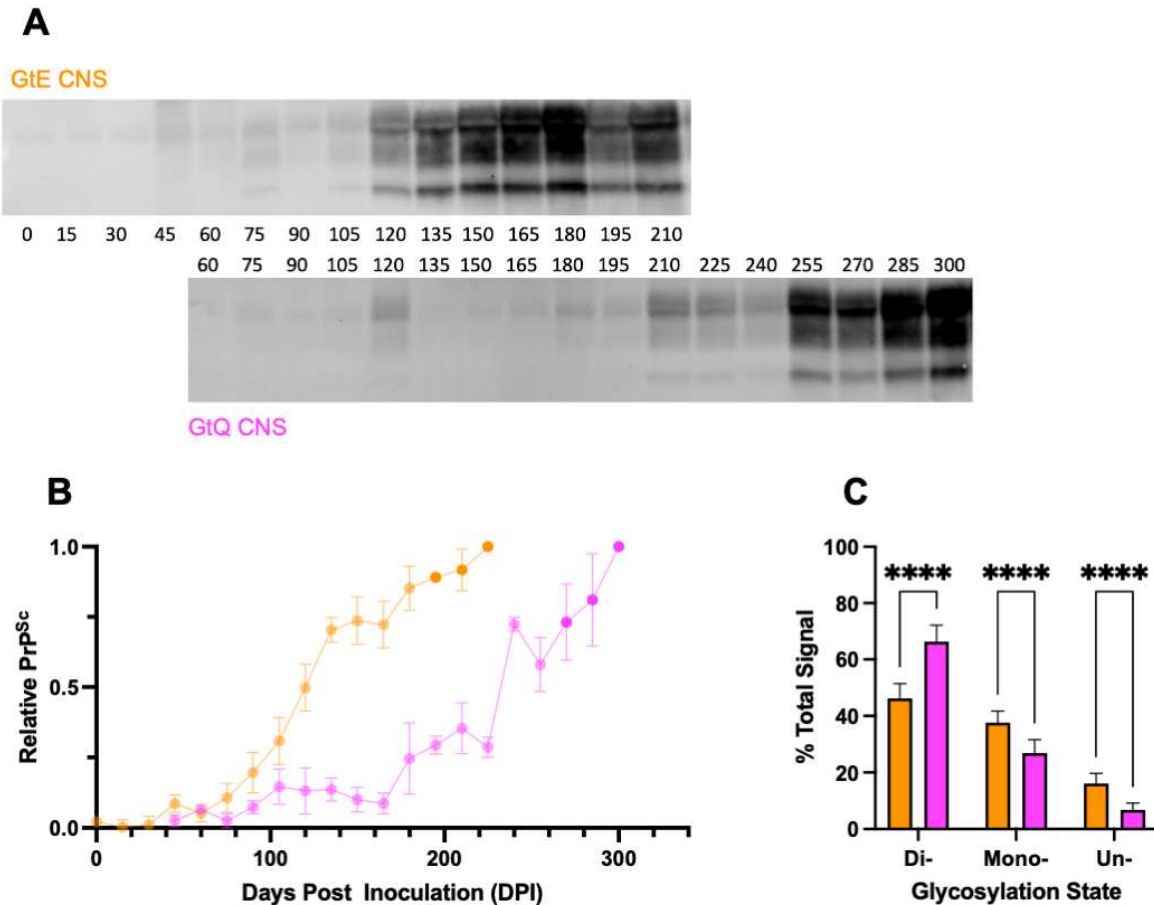 A
GtE CNS
0 15 30 45 60 75 90 105 120 135 150 165 180 195 210
60 75 90 105 120 135 150 165 180 195 210 225 240 255 270 285 300
GtQ CNS
B
1.0
0.5
0.0
Relative PrPSc
0 100 200 300
Days Post Inoculation (DPI)
C
100
80
60
40
20
0
% Total Signal
**** **** ****
Di- Mono- Un-
Glycosylation State